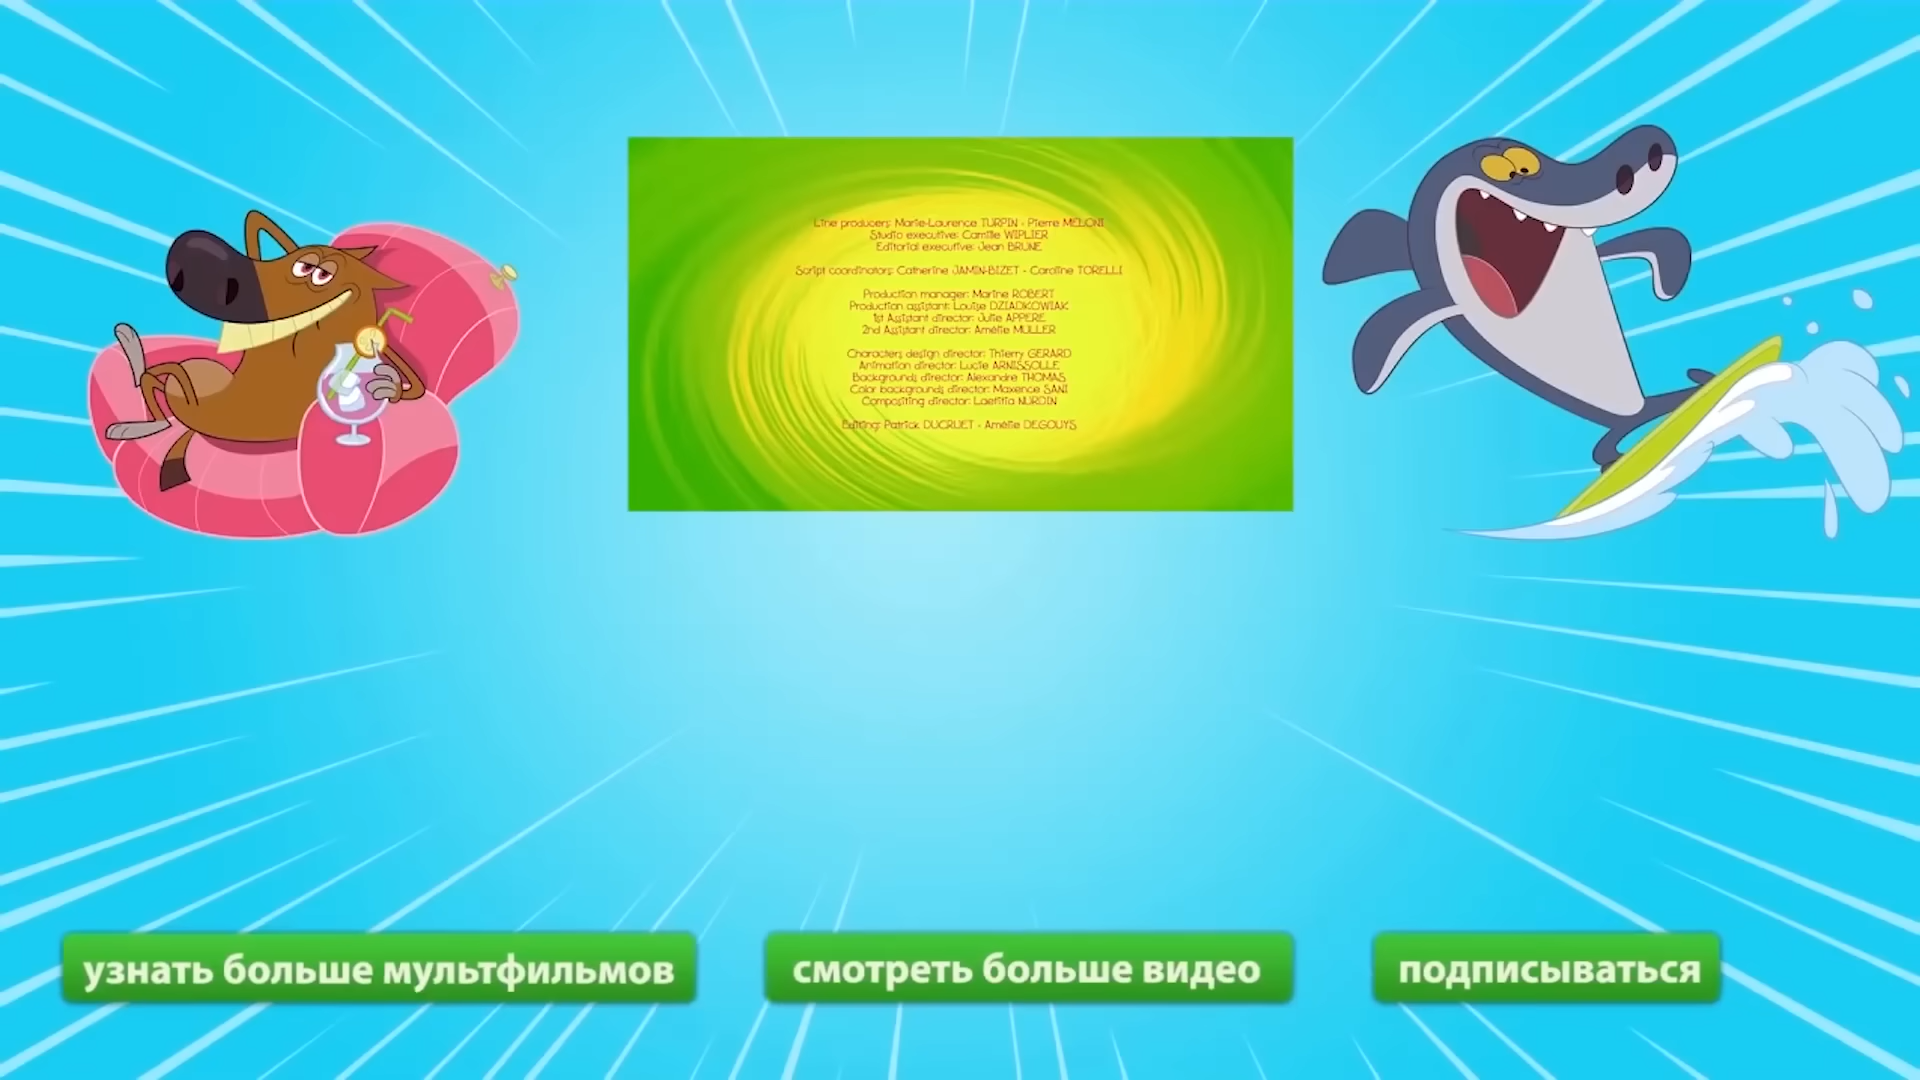 Line producers: Marie-Laurence TURPIN - Pierre MELONI
Studio executive: Camille WIPLIER
Editorial executive: Jean BRUNE
Script coordinators: Catherine JAMIN-BIZET - Caroline TORELLI
Production manager: Marine ROBERT
Production assistant: Louise DZIADKOWIAK
1st Assistant director: Julie APPERE
2nd Assistant director: Amélie MULLER
Characters design director: Thierry GERARD
Animation director: Lucie ARNISSOLLE
Backgrounds director: Alexandre THOMAS
Color backgrounds director: Maxence SANI
Compositing director: Laetitia NURDIN
Editing: Patrick DUCRUET - Amélie DEGOUYS
узнать больше мультфильмов
смотреть больше видео
подписываться